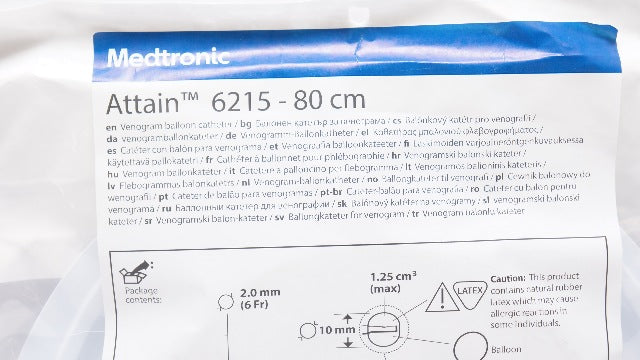 Medtronic
Attain™ 6215 - 80 cm
en Venogram balloon catheter / bg Балонен катетър за венограма / cs Balónkový katétr pro venografii /
da venogramballonkateter / de Venogramm-Ballonkatheter / el Καθετήρας μπαλονιού φλεβογραφήματος /
es Catéter con balón para venograma / et Venograafia balloonkateeter / fi Laskimoiden varjoaineröntgenkuvauksessa
käytettävä pallokatetri / fr Cathéter à ballonnet pour phlébographie / hr Venogramski balonski kateter /
hu Venogram ballonkatéter / it Catetere a palloncino per flebogramma / lt Venogramos balioninis kateteris /
lv Flebogrammos balonkatetrs / nl Venogram-ballonkatheter / no Ballongkateter til venografi / pl Cewnik balonowy do
wenografii / pt Cateter de balão para venogramas / pt-br Cateter-balão para venografia / ro Cateter cu balon pentru
venograma / ru Баллонный катетер для венографии / sk Balónový katéter na venogramy / sl venogramski balonski
kateter / sr Venogramski balon-kateter / sv Ballongkateter för venogram / tr Venogram balonlu kateter
Package
contents:
2.0 mm
(6 Fr)
10 mm
1.25 cm³
(max)
LATEX
Caution: This product
contains natural rubber
latex which may cause
allergic reactions in
some individuals.
Balloon